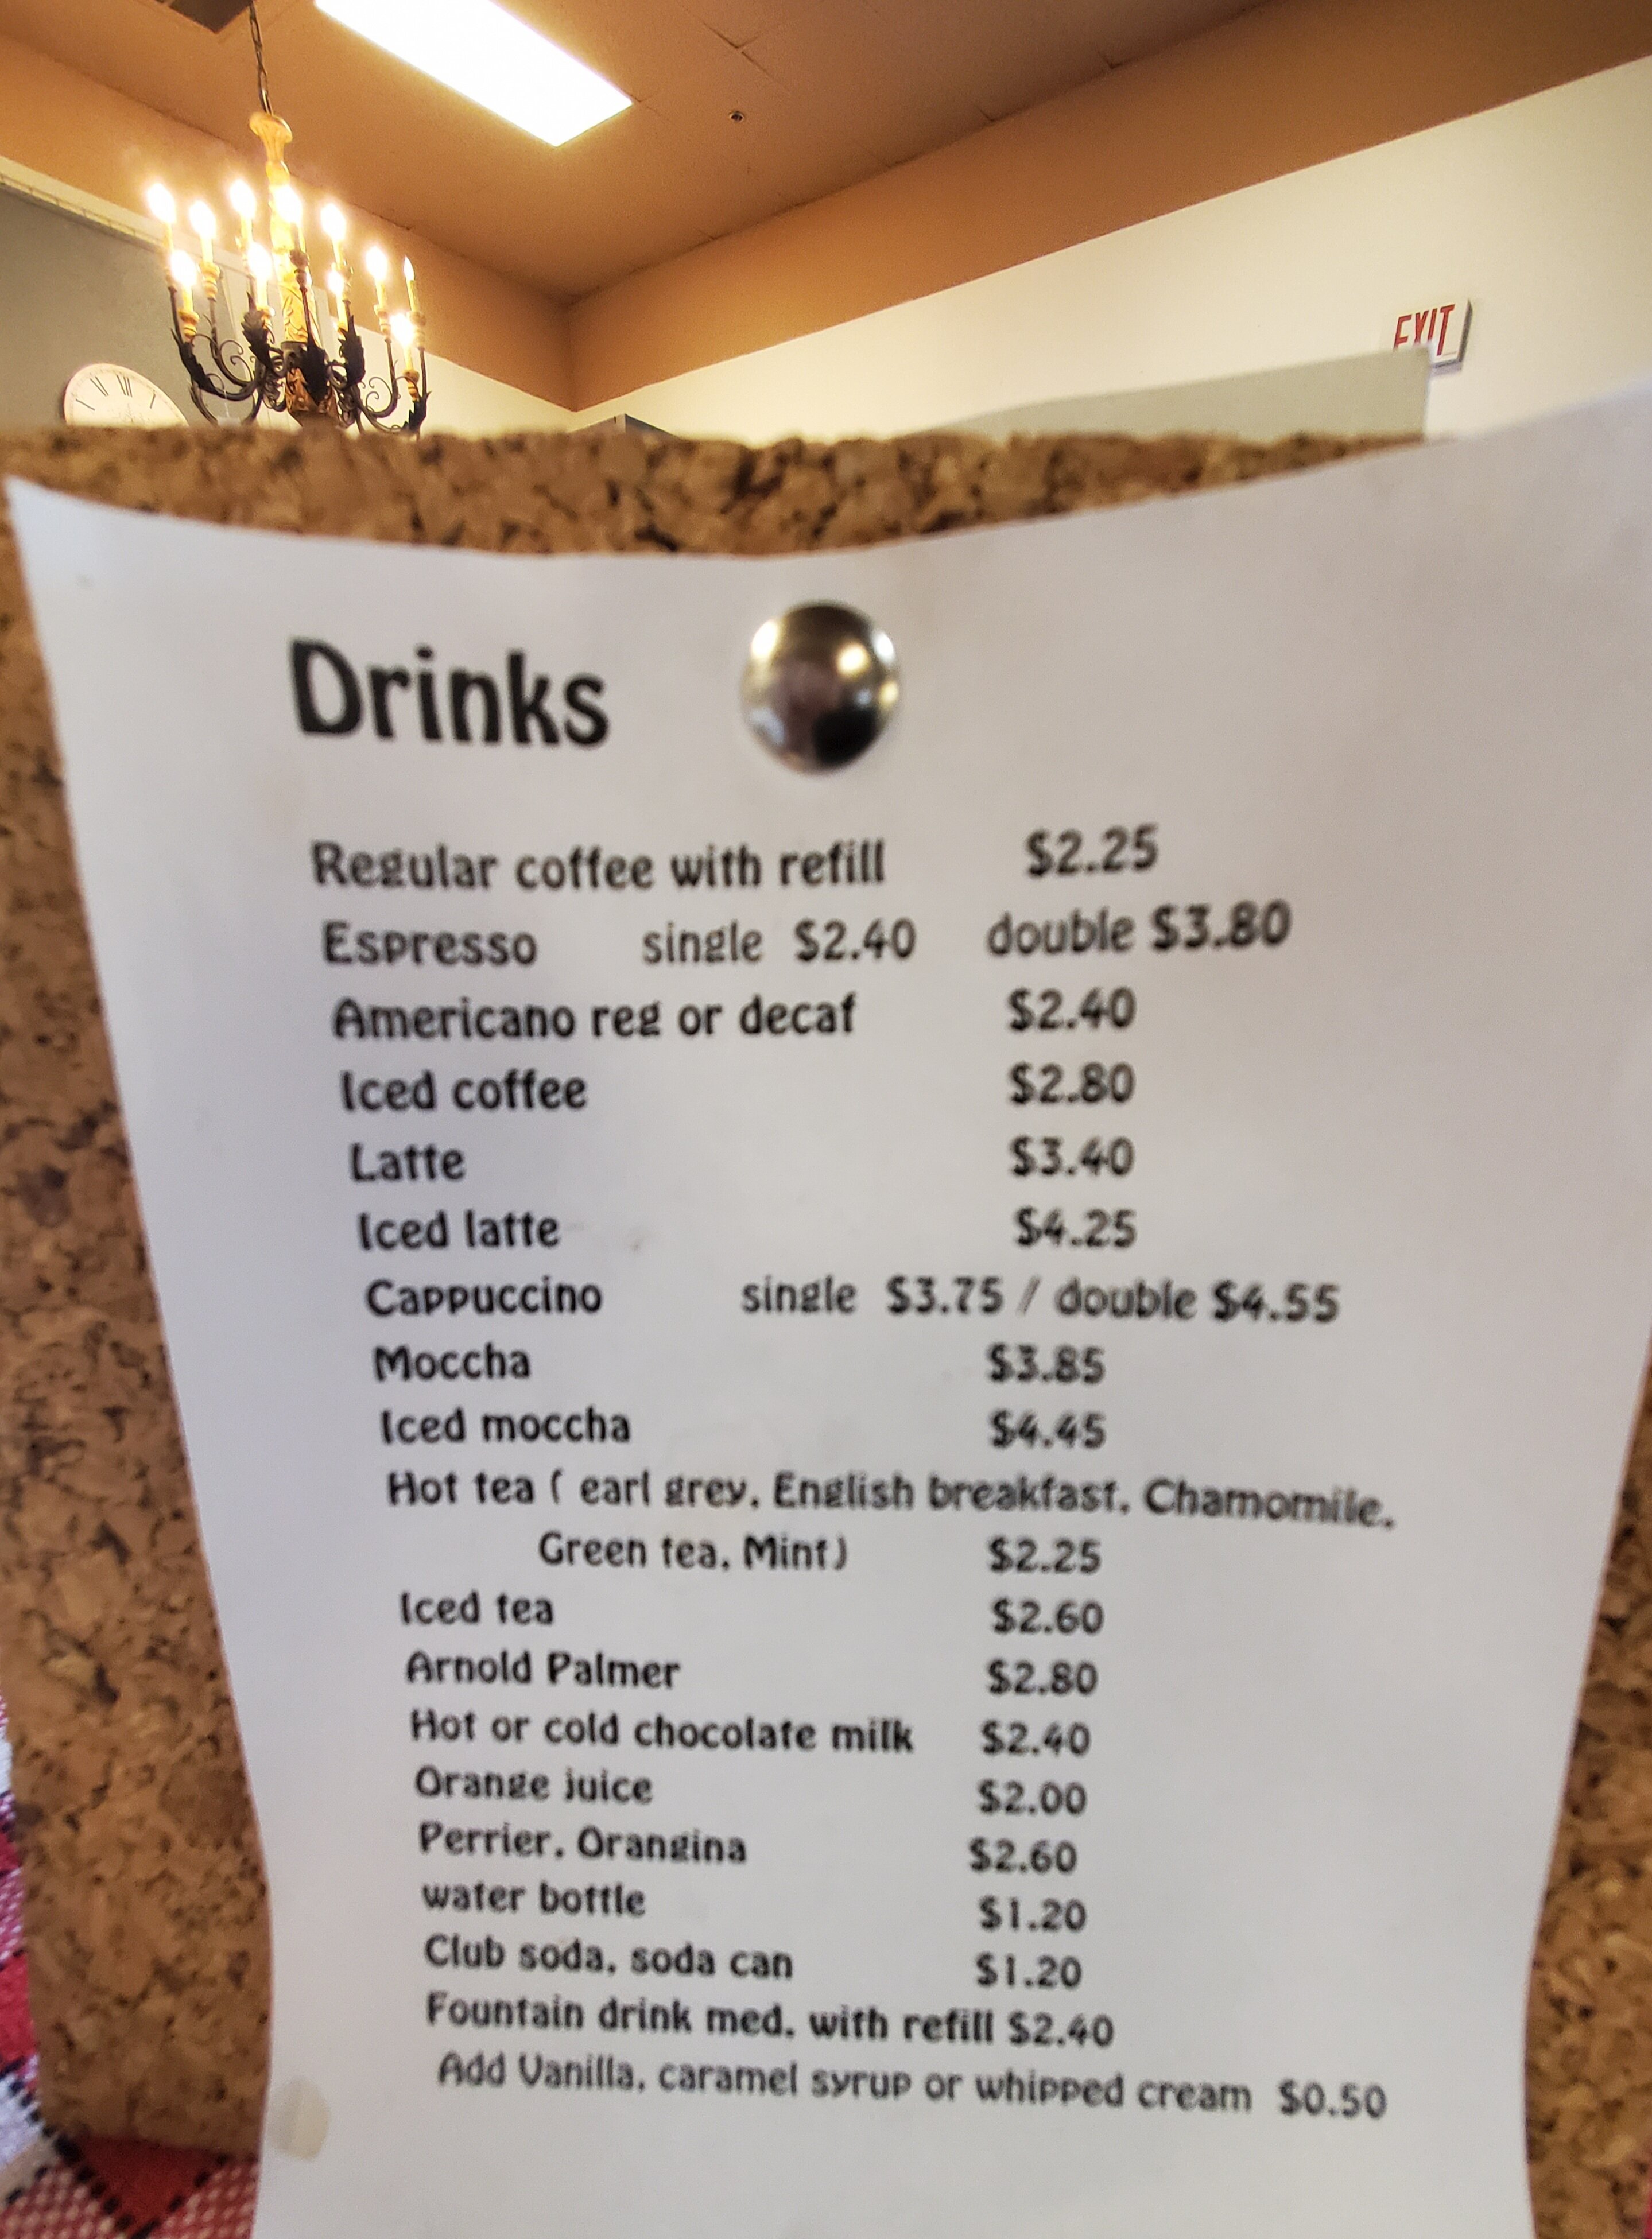 EXIT
Drinks
Regular coffee with refill $2.25
Espresso single $2.40 double $3.80
Americano reg or decaf $2.40
Iced coffee $2.80
Latte $3.40
Iced latte $4.25
Cappuccino single $3.75 / double $4.55
Moccha $3.85
Iced moccha $4.45
Hot tea ( earl grey, English breakfast, Chamomile,
Green tea, Mint) $2.25
Iced tea $2.60
Arnold Palmer $2.80
Hot or cold chocolate milk $2.40
Orange juice $2.00
Perrier, Orangina $2.60
water bottle $1.20
Club soda, soda can $1.20
Fountain drink med. with refill $2.40
Add Vanilla, caramel syrup or whipped cream $0.50